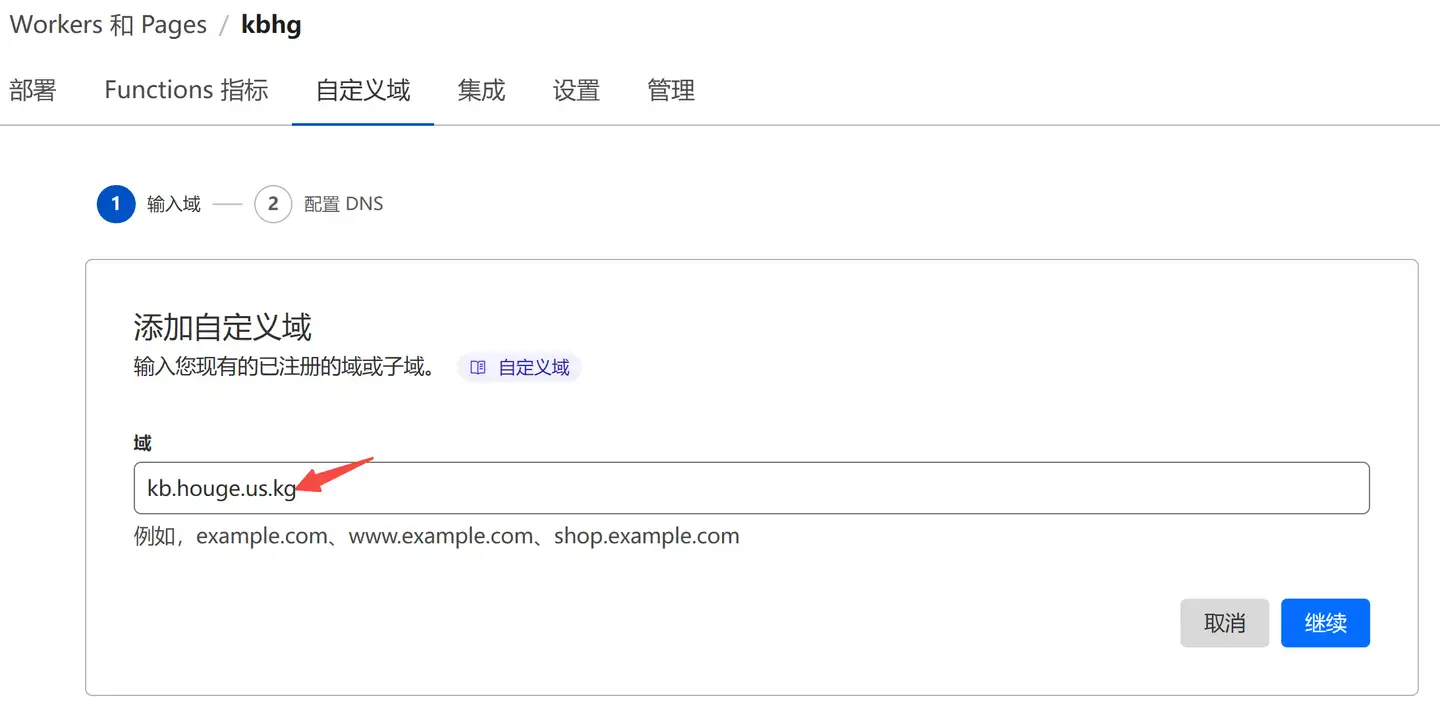 Workers 和 Pages / kbhg
部署 Functions 指标 自定义域 集成 设置 管理
1 输入域 2 配置 DNS
添加自定义域
输入您现有的已注册的域或子域。 自定义域
域
kb.houge.us.kg
例如，example.com、www.example.com、shop.example.com
取消 继续